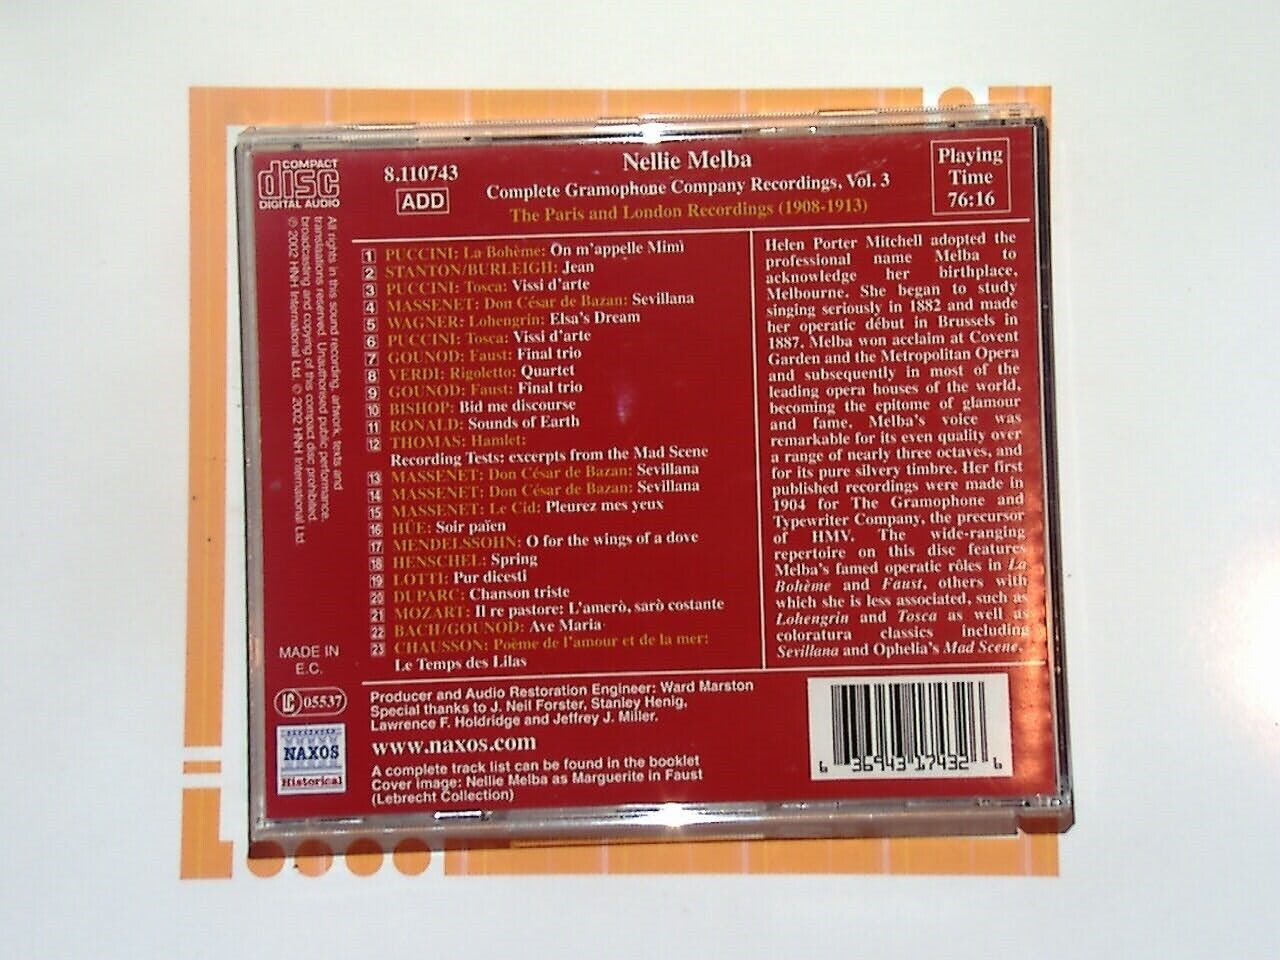 COMPACT
disc
DIGITAL AUDIO
8.110743
ADD
Nellie Melba
Complete Gramophone Company Recordings, Vol. 3
The Paris and London Recordings (1908-1913)
Playing
Time
76:16
All rights in this sound recording, artwork, texts and
translations reserved. Unauthorised public performance,
broadcasting and copying of this compact disc prohibited.
℗ 2002 HNH International Ltd. © 2002 HNH International Ltd.
1 PUCCINI: La Bohème: On m'appelle Mimì
2 STANTON/BURLEIGH: Jean
3 PUCCINI: Tosca: Vissi d'arte
4 MASSENET: Don César de Bazan: Sevillana
5 WAGNER: Lohengrin: Elsa's Dream
6 PUCCINI: Tosca: Vissi d'arte
7 GOUNOD: Faust: Final trio
8 VERDI: Rigoletto: Quartet
9 GOUNOD: Faust: Final trio
10 BISHOP: Bid me discourse
11 RONALD: Sounds of Earth
12 THOMAS: Hamlet:
Recording Tests: excerpts from the Mad Scene
13 MASSENET: Don César de Bazan: Sevillana
14 MASSENET: Don César de Bazan: Sevillana
15 MASSENET: Le Cid: Pleurez mes yeux
16 HÜE: Soir païen
17 MENDELSSOHN: O for the wings of a dove
18 HENSCHEL: Spring
19 LOTTI: Pur dicesti
20 DUPARC: Chanson triste
21 MOZART: Il re pastore: L'amerò, sarò costante
22 BACH/GOUNOD: Ave Maria
23 CHAUSSON: Poème de l'amour et de la mer:
Le Temps des Lilas
Helen Porter Mitchell adopted the
professional name Melba to
acknowledge her birthplace,
Melbourne. She began to study
singing seriously in 1882 and made
her operatic début in Brussels in
1887. Melba won acclaim at Covent
Garden and the Metropolitan Opera
and subsequently in most of the
leading opera houses of the world,
becoming the epitome of glamour
and fame. Melba's voice was
remarkable for its even quality over
a range of nearly three octaves, and
for its pure silvery timbre. Her first
published recordings were made in
1904 for The Gramophone and
Typewriter Company, the precursor
of HMV. The wide-ranging
repertoire on this disc features
Melba's famed operatic rôles in La
Bohème and Faust, others with
which she is less associated, such as
Lohengrin and Tosca as well as
coloratura classics including
Sevillana and Ophelia's Mad Scene.
MADE IN
E.C.
LC 05537
NAXOS
Historical
Producer and Audio Restoration Engineer: Ward Marston
Special thanks to J. Neil Forster, Stanley Henig,
Lawrence F. Holdridge and Jeffrey J. Miller.
www.naxos.com
A complete track list can be found in the booklet
Cover image: Nellie Melba as Marguerite in Faust
(Lebrecht Collection)
6 36943 17432 6